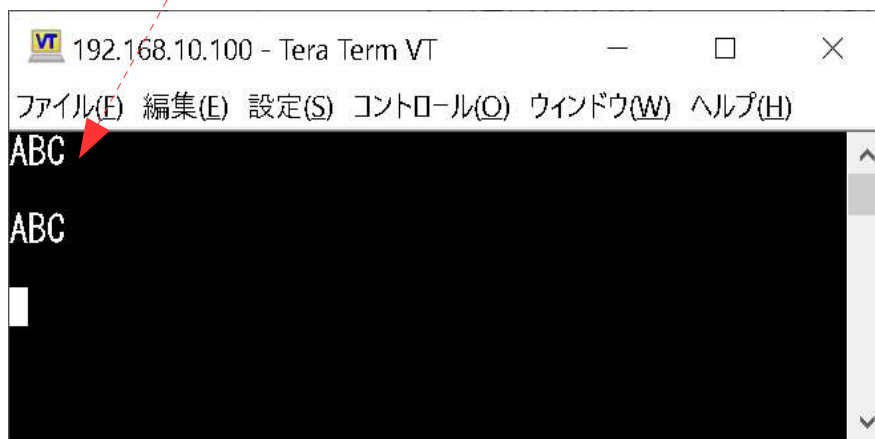 VT 192.168.10.100 - Tera Term VT
ファイル(F) 編集(E) 設定(S) コントロール(O) ウィンドウ(W) ヘルプ(H)
ABC
ABC